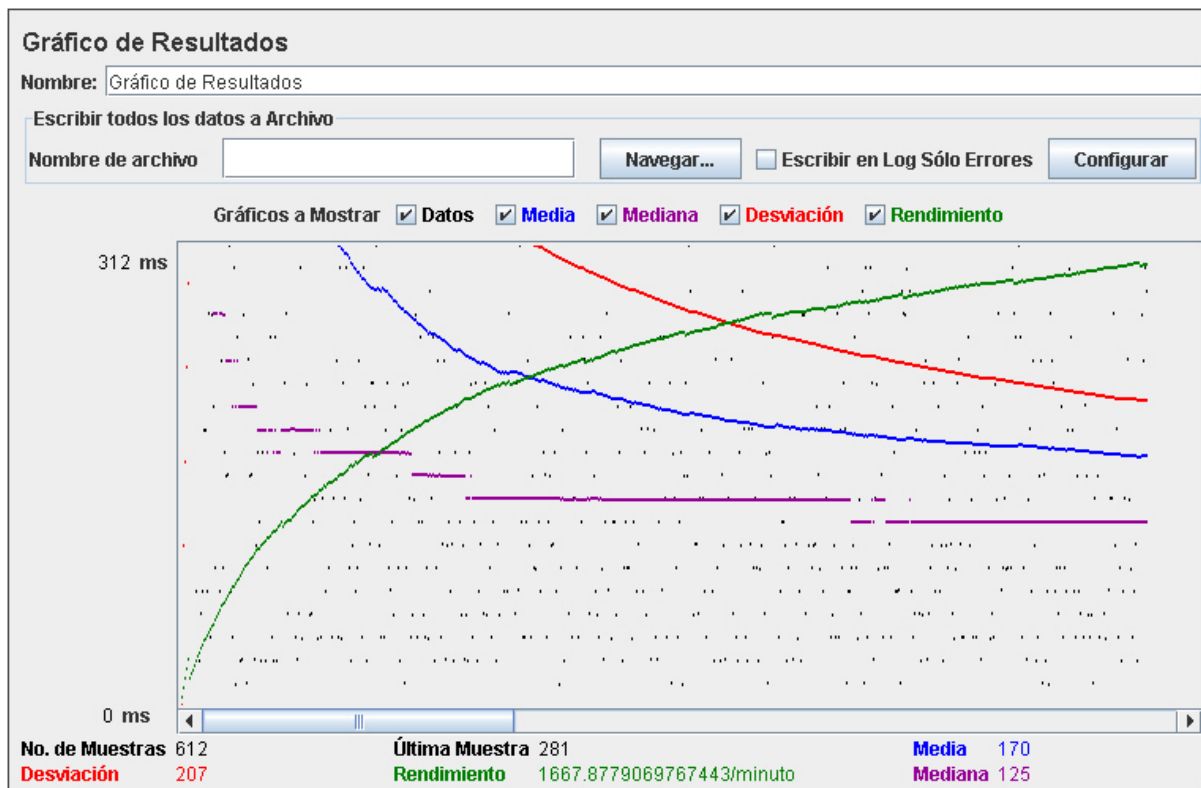 Gráfico de Resultados
Nombre: Gráfico de Resultados
Escribir todos los datos a Archivo
Nombre de archivo Navegar... Escribir en Log Sólo Errores Configurar
Gráficos a Mostrar Datos Media Mediana Desviación Rendimiento
312 ms
0 ms
No. de Muestras 612 Última Muestra 281 Media 170
Desviación 207 Rendimiento 1667.8779069767443/minuto Mediana 125